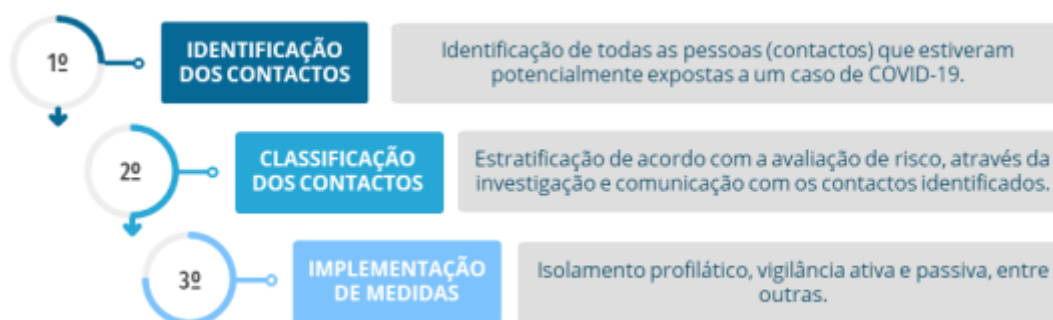 1º
IDENTIFICAÇÃO
DOS CONTACTOS
Identificação de todas as pessoas (contactos) que estiveram
potencialmente expostas a um caso de COVID-19.
2º
CLASSIFICAÇÃO
DOS CONTACTOS
Estratificação de acordo com a avaliação de risco, através da
investigação e comunicação com os contactos identificados.
3º
IMPLEMENTAÇÃO
DE MEDIDAS
Isolamento profilático, vigilância ativa e passiva, entre
outras.